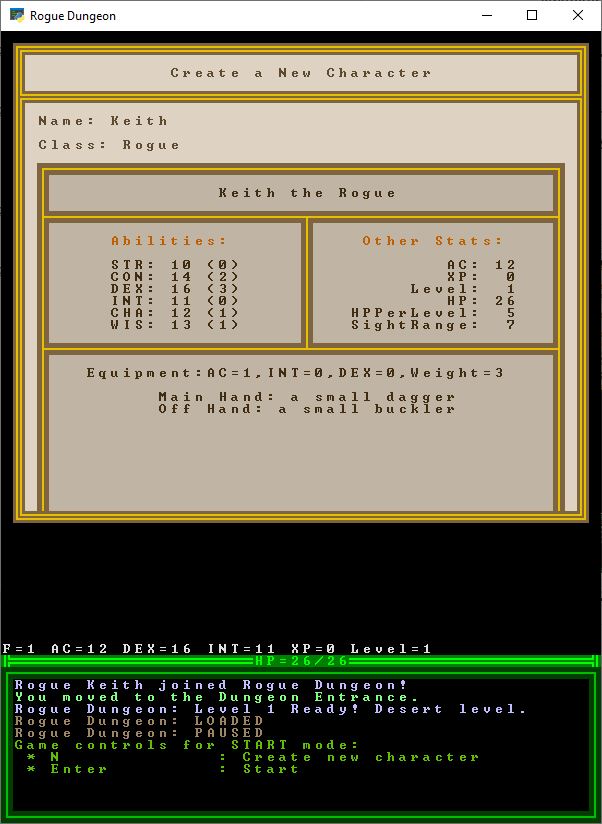 Rogue Dungeon
Create a New Character
Name: Keith
Class: Rogue
Keith the Rogue
Abilities:
STR: 10 (0)
CON: 14 (2)
DEX: 16 (3)
INT: 11 (0)
CHA: 12 (1)
WIS: 13 (1)
Other Stats:
AC: 12
XP: 0
Level: 1
HP: 26
HPPerLevel: 5
SightRange: 7
Equipment:AC=1,INT=0,DEX=0,Weight=3
Main Hand: a small dagger
Off Hand: a small buckler
F=1 AC=12 DEX=16 INT=11 XP=0 Level=1
HP=26/26
Rogue Keith joined Rogue Dungeon!
You moved to the Dungeon Entrance.
Rogue Dungeon: Level 1 Ready! Desert level.
Rogue Dungeon: LOADED
Rogue Dungeon: PAUSED
Game controls for START mode:
* N : Create new character
* Enter : Start